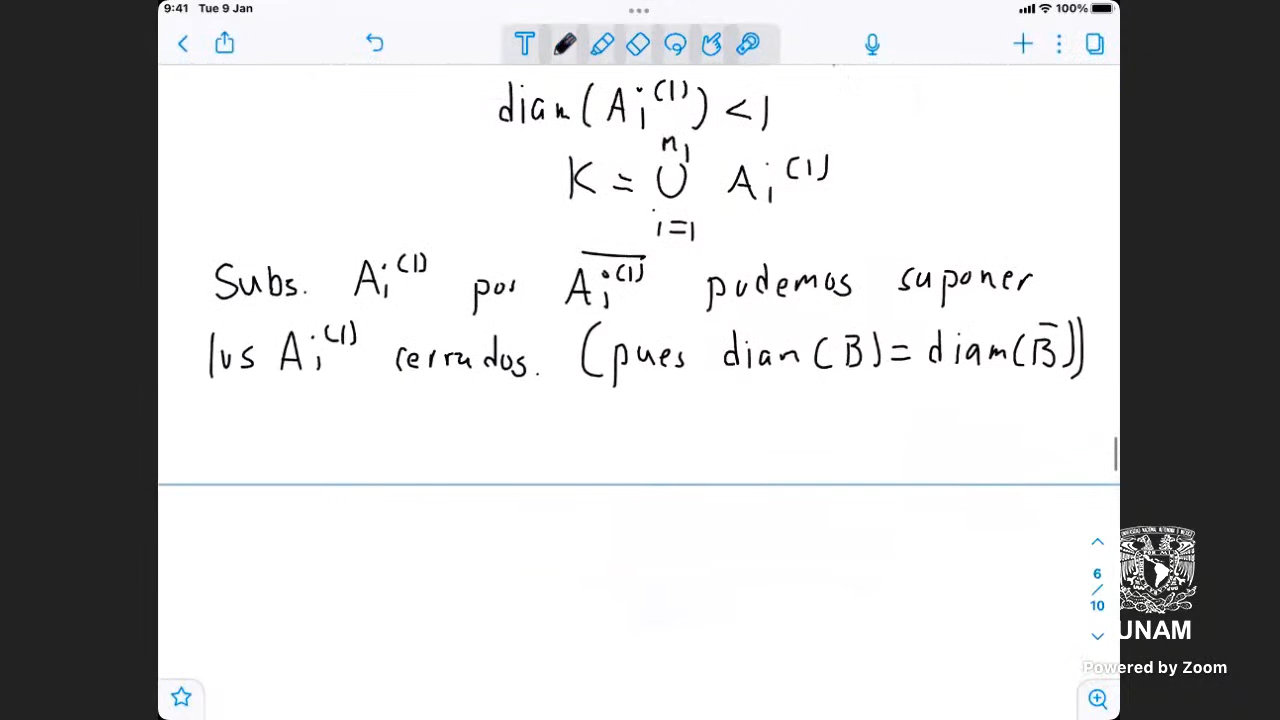 9:41 Tue 9 Jan
100%
diam(A_i^(1)) < 1
K = ∪_{i=1}^{n_1} A_i^(1)
Subs. A_i^(1) por \overline{A_i^(1)} podemos suponer
los A_i^(1) cerrados. (pues dian(B) = diam(\overline{B}))
6
/
10
UNAM
Powered by Zoom